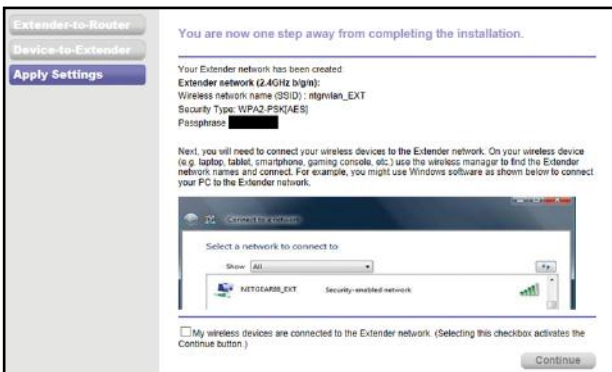 Extender-to-Router
Device-to-Extender
Apply Settings
You are now one step away from completing the installation.
Your Extender network has been created
Extender network (2.4GHz b/g/n):
Wireless network name (SSID) : ntgrwlan_EXT
Security Type: WPA2-PSK[AES]
Passphrase
Next, you will need to connect your wireless devices to the Extender network. On your wireless device
(e.g. laptop, tablet, smartphone, gaming console, etc.) use the wireless manager to find the Extender
network names and connect. For example, you might use Windows software as shown below to connect
your PC to the Extender network.
Connect to a network
Select a network to connect to
Show All
NETGEAR88_EXT Security-enabled network
My wireless devices are connected to the Extender network. (Selecting this checkbox activates the
Continue button.)
Continue